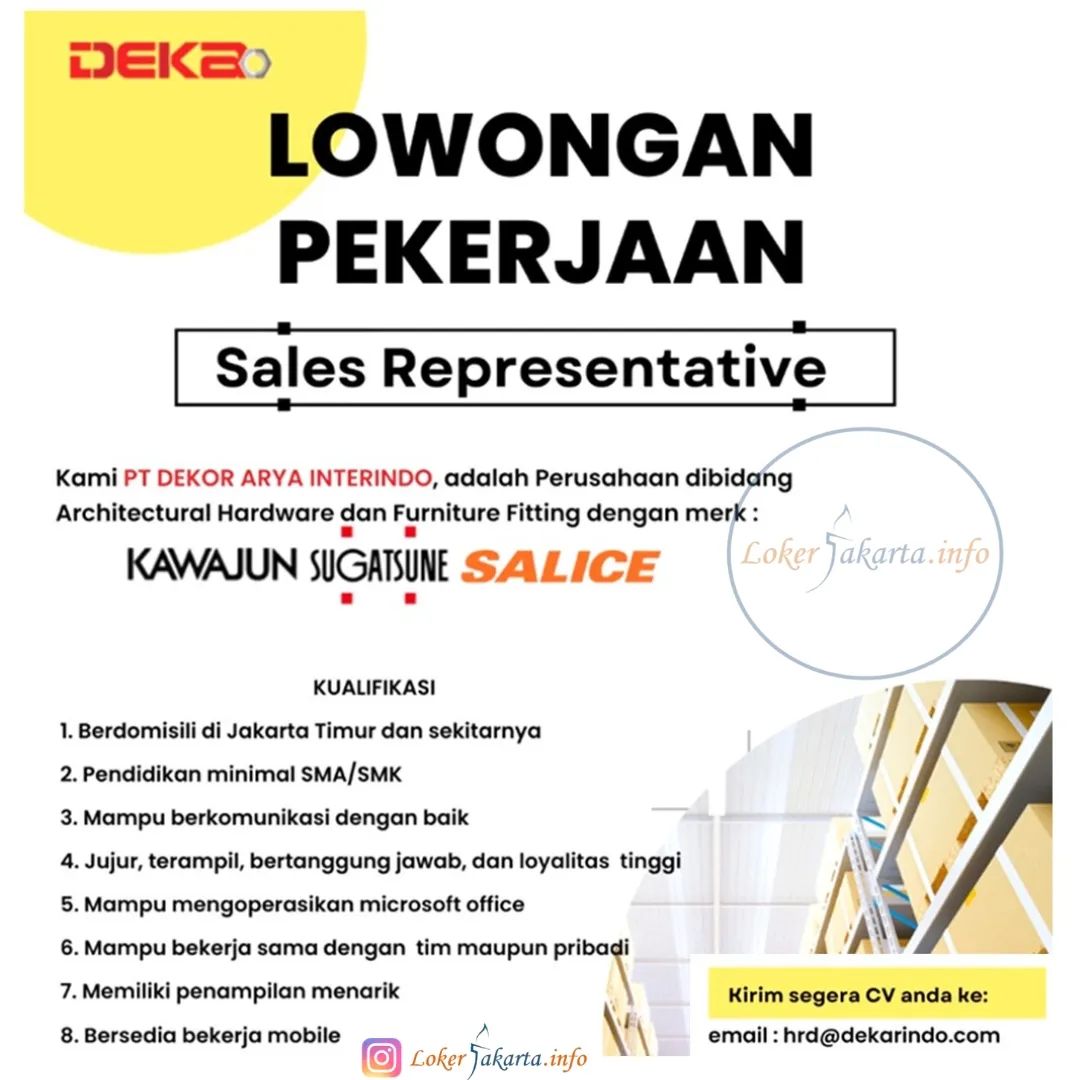 DEKA
LOWONGAN
PEKERJAAN
Sales Representative
Kami PT DEKOR ARYA INTERINDO, adalah Perusahaan dibidang
Architectural Hardware dan Furniture Fitting dengan merk :
KAWAJUN SUGATSUNE SALICE
Loker Jakarta.info
KUALIFIKASI
1. Berdomisili di Jakarta Timur dan sekitarnya
2. Pendidikan minimal SMA/SMK
3. Mampu berkomunikasi dengan baik
4. Jujur, terampil, bertanggung jawab, dan loyalitas tinggi
5. Mampu mengoperasikan microsoft office
6. Mampu bekerja sama dengan tim maupun pribadi
7. Memiliki penampilan menarik
8. Bersedia bekerja mobile
Kirim segera CV anda ke:
email : hrd@dekarindo.com
Loker Jakarta.info